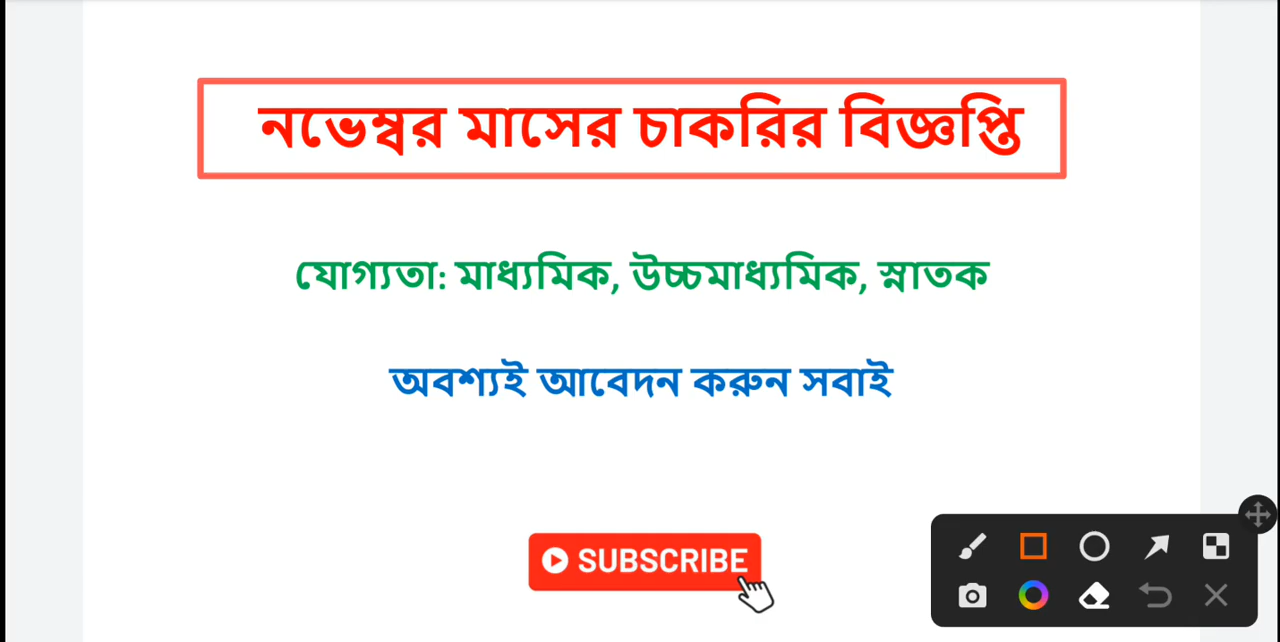 নভেম্বর মাসের চাকরির বিজ্ঞপ্তি
যোগ্যতা: মাধ্যমিক, উচ্চমাধ্যমিক, স্নাতক
অবশ্যই আবেদন করুন সবাই
SUBSCRIBE